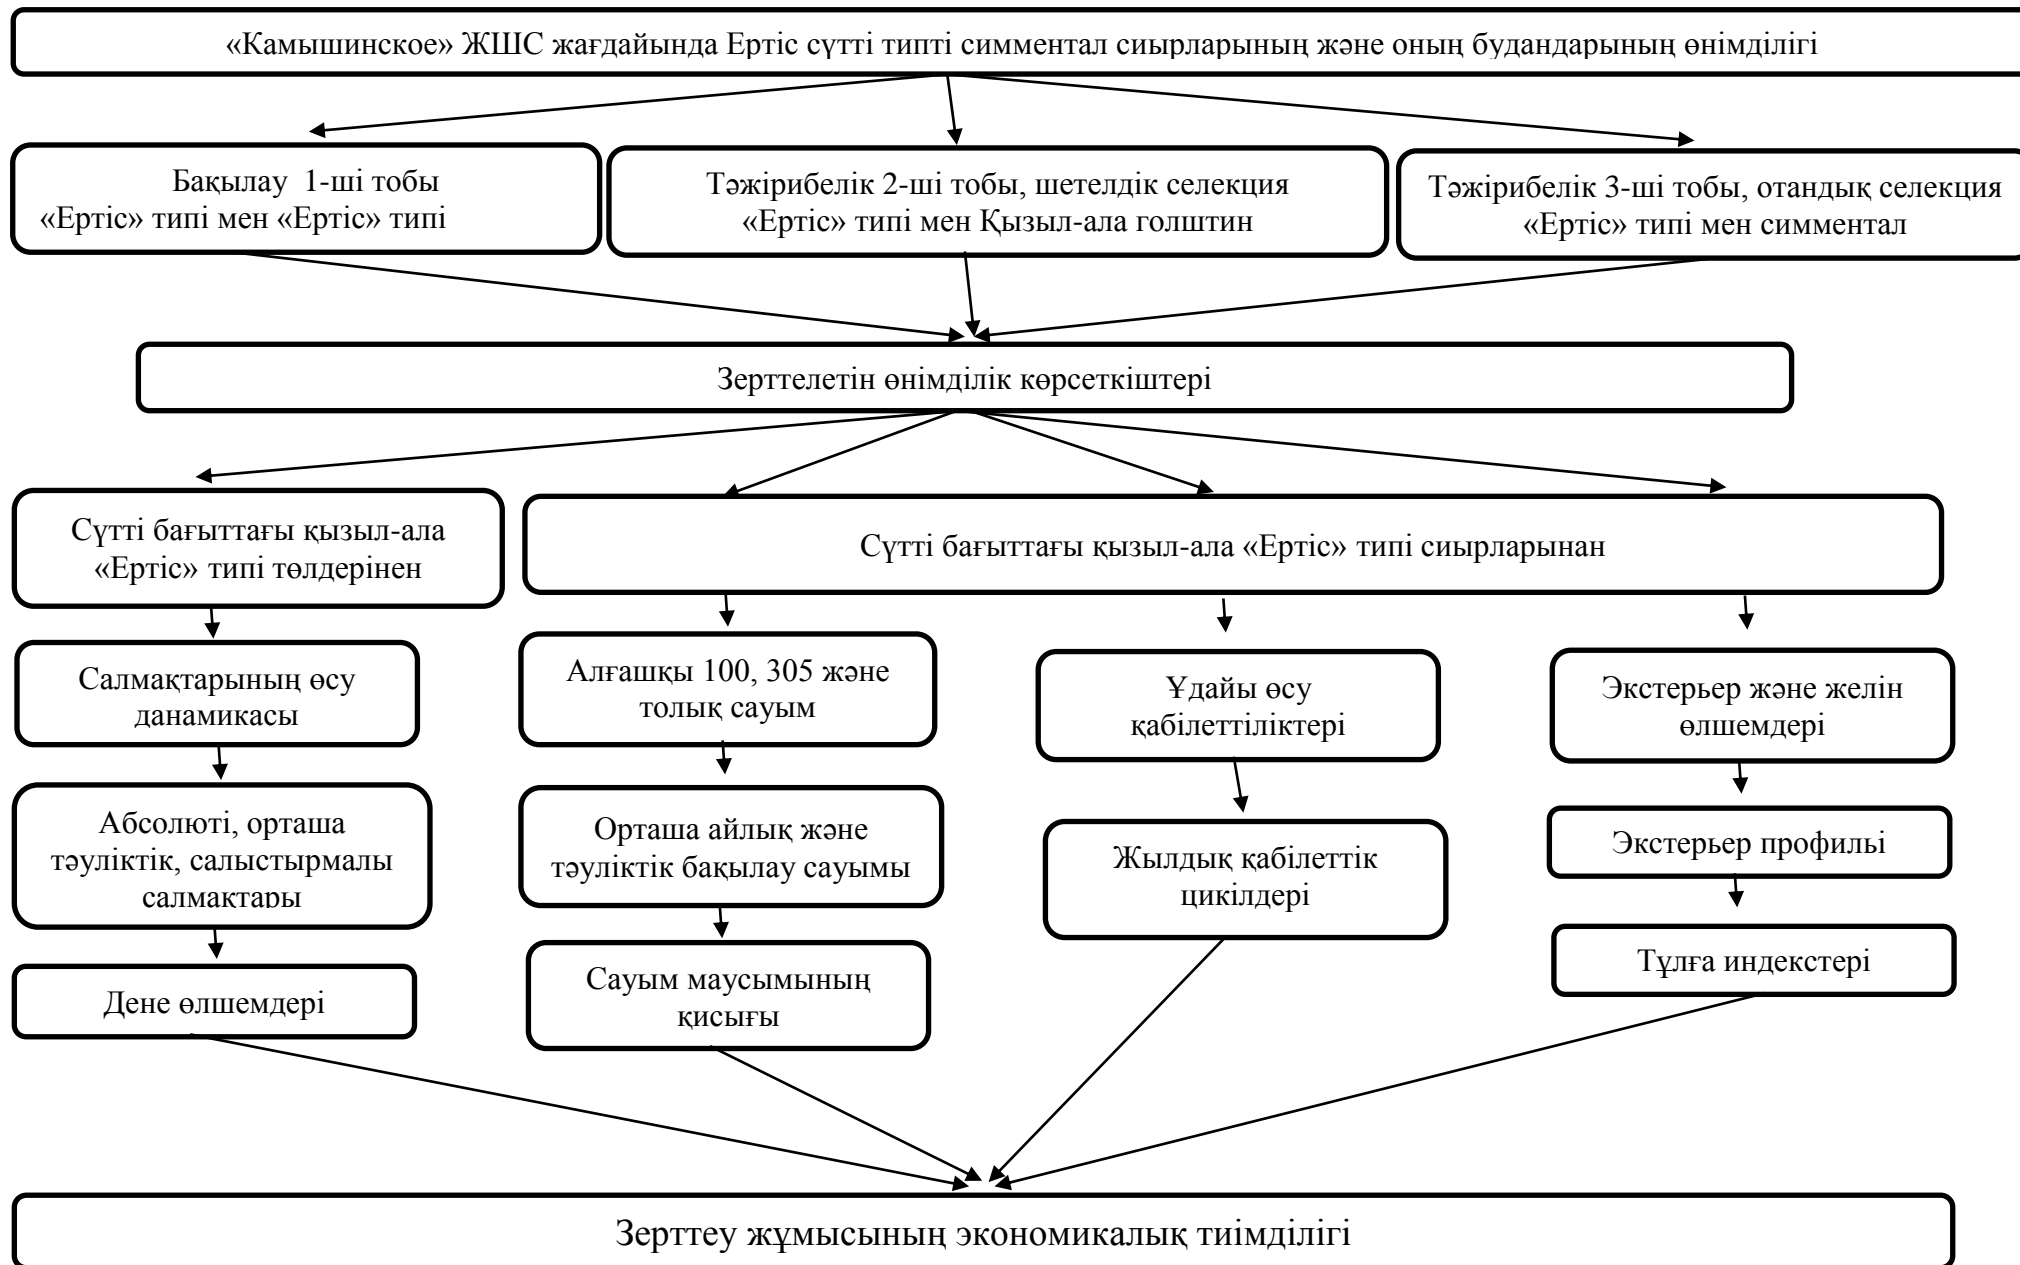 «Камышинское» ЖШС жағдайында Ертіс сүтті типті симментал сиырларының және оның будандарының өнімділігі
Бақылау 1-ші тобы
«Ертіс» типі мен «Ертіс» типі
Тәжірибелік 2-ші тобы, шетелдік селекция
«Ертіс» типі мен Қызыл-ала голштин
Тәжірибелік 3-ші тобы, отандық селекция
«Ертіс» типі мен симментал
Зерттелетін өнімділік көрсеткіштері
Сүтті бағыттағы қызыл-ала
«Ертіс» типі төлдерінен
Сүтті бағыттағы қызыл-ала «Ертіс» типі сиырларынан
Салмақтарының өсу
данамикасы
Алғашқы 100, 305 және
толық сауым
Ұдайы өсу
қабілеттіліктері
Экстерьер және желін
өлшемдері
Абсолюті, орташа
тәуліктік, салыстырмалы
салмақтары
Орташа айлық және
тәуліктік бақылау сауымы
Жылдық қабілеттік
цикілдері
Экстерьер профильі
Дене өлшемдері
Сауым маусымының
қисығы
Тұлға индекстері
Зерттеу жұмысының экономикалық тиімділігі